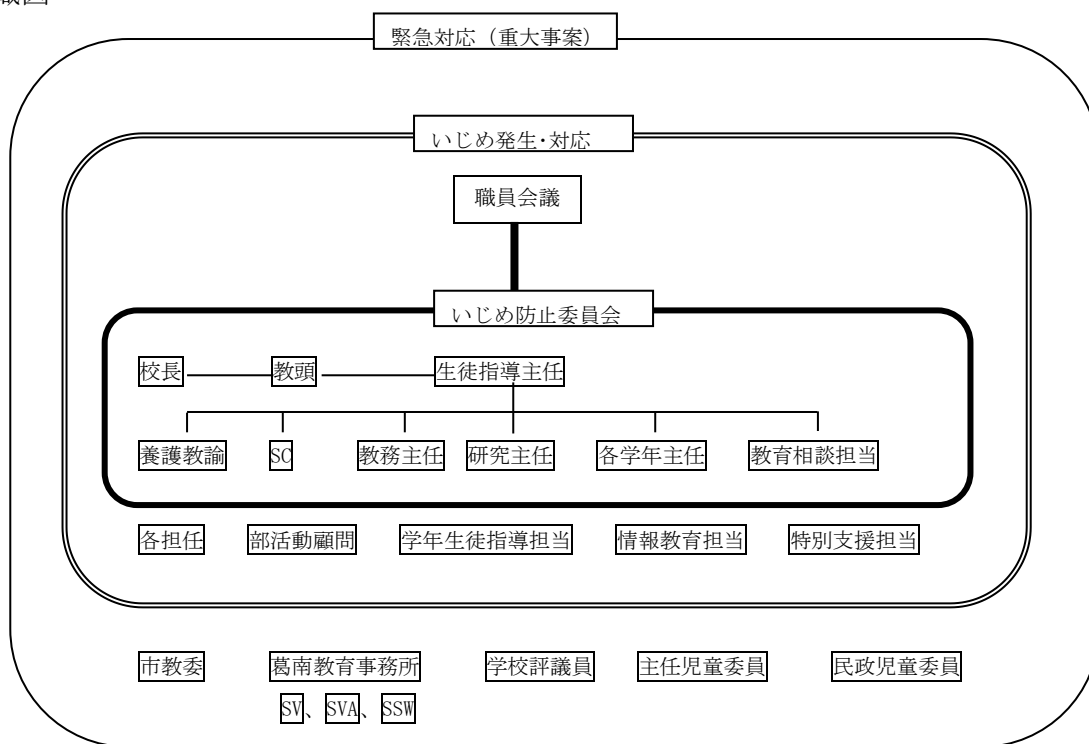 緊急対応（重大事案）
いじめ発生・対応
職員会議
いじめ防止委員会
校長 教頭 生徒指導主任
養護教諭 SC 教務主任 研究主任 各学年主任 教育相談担当
各担任 部活動顧問 学年生徒指導担当 情報教育担当 特別支援担当
市教委 葛南教育事務所 学校評議員 主任児童委員 民政児童委員
SV、SVA、SSW